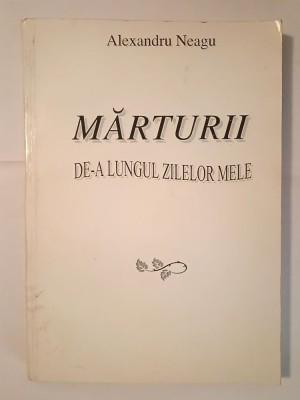 Alexandru Neagu
MĂRTURII
DE-A LUNGUL ZILELOR MELE